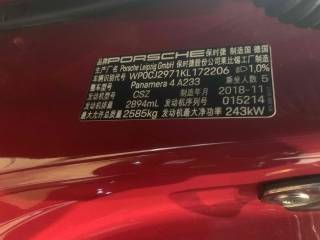 品牌 PORSCHE 保时捷 制造国 德国
生产厂名 Porsche Leipzig GmbH 保时捷股份公司莱比锡工厂制造
车辆识别代号 WP0CJ2971KL172206 1.0%
整车型号 Panamera 4 A233 乘坐人数 5
发动机型号 CSZ 制造年月 2018-11
发动机排量 2894mL 发动机序列号 015214
最大允许总质量 2585kg 发动机最大净功率 243kW